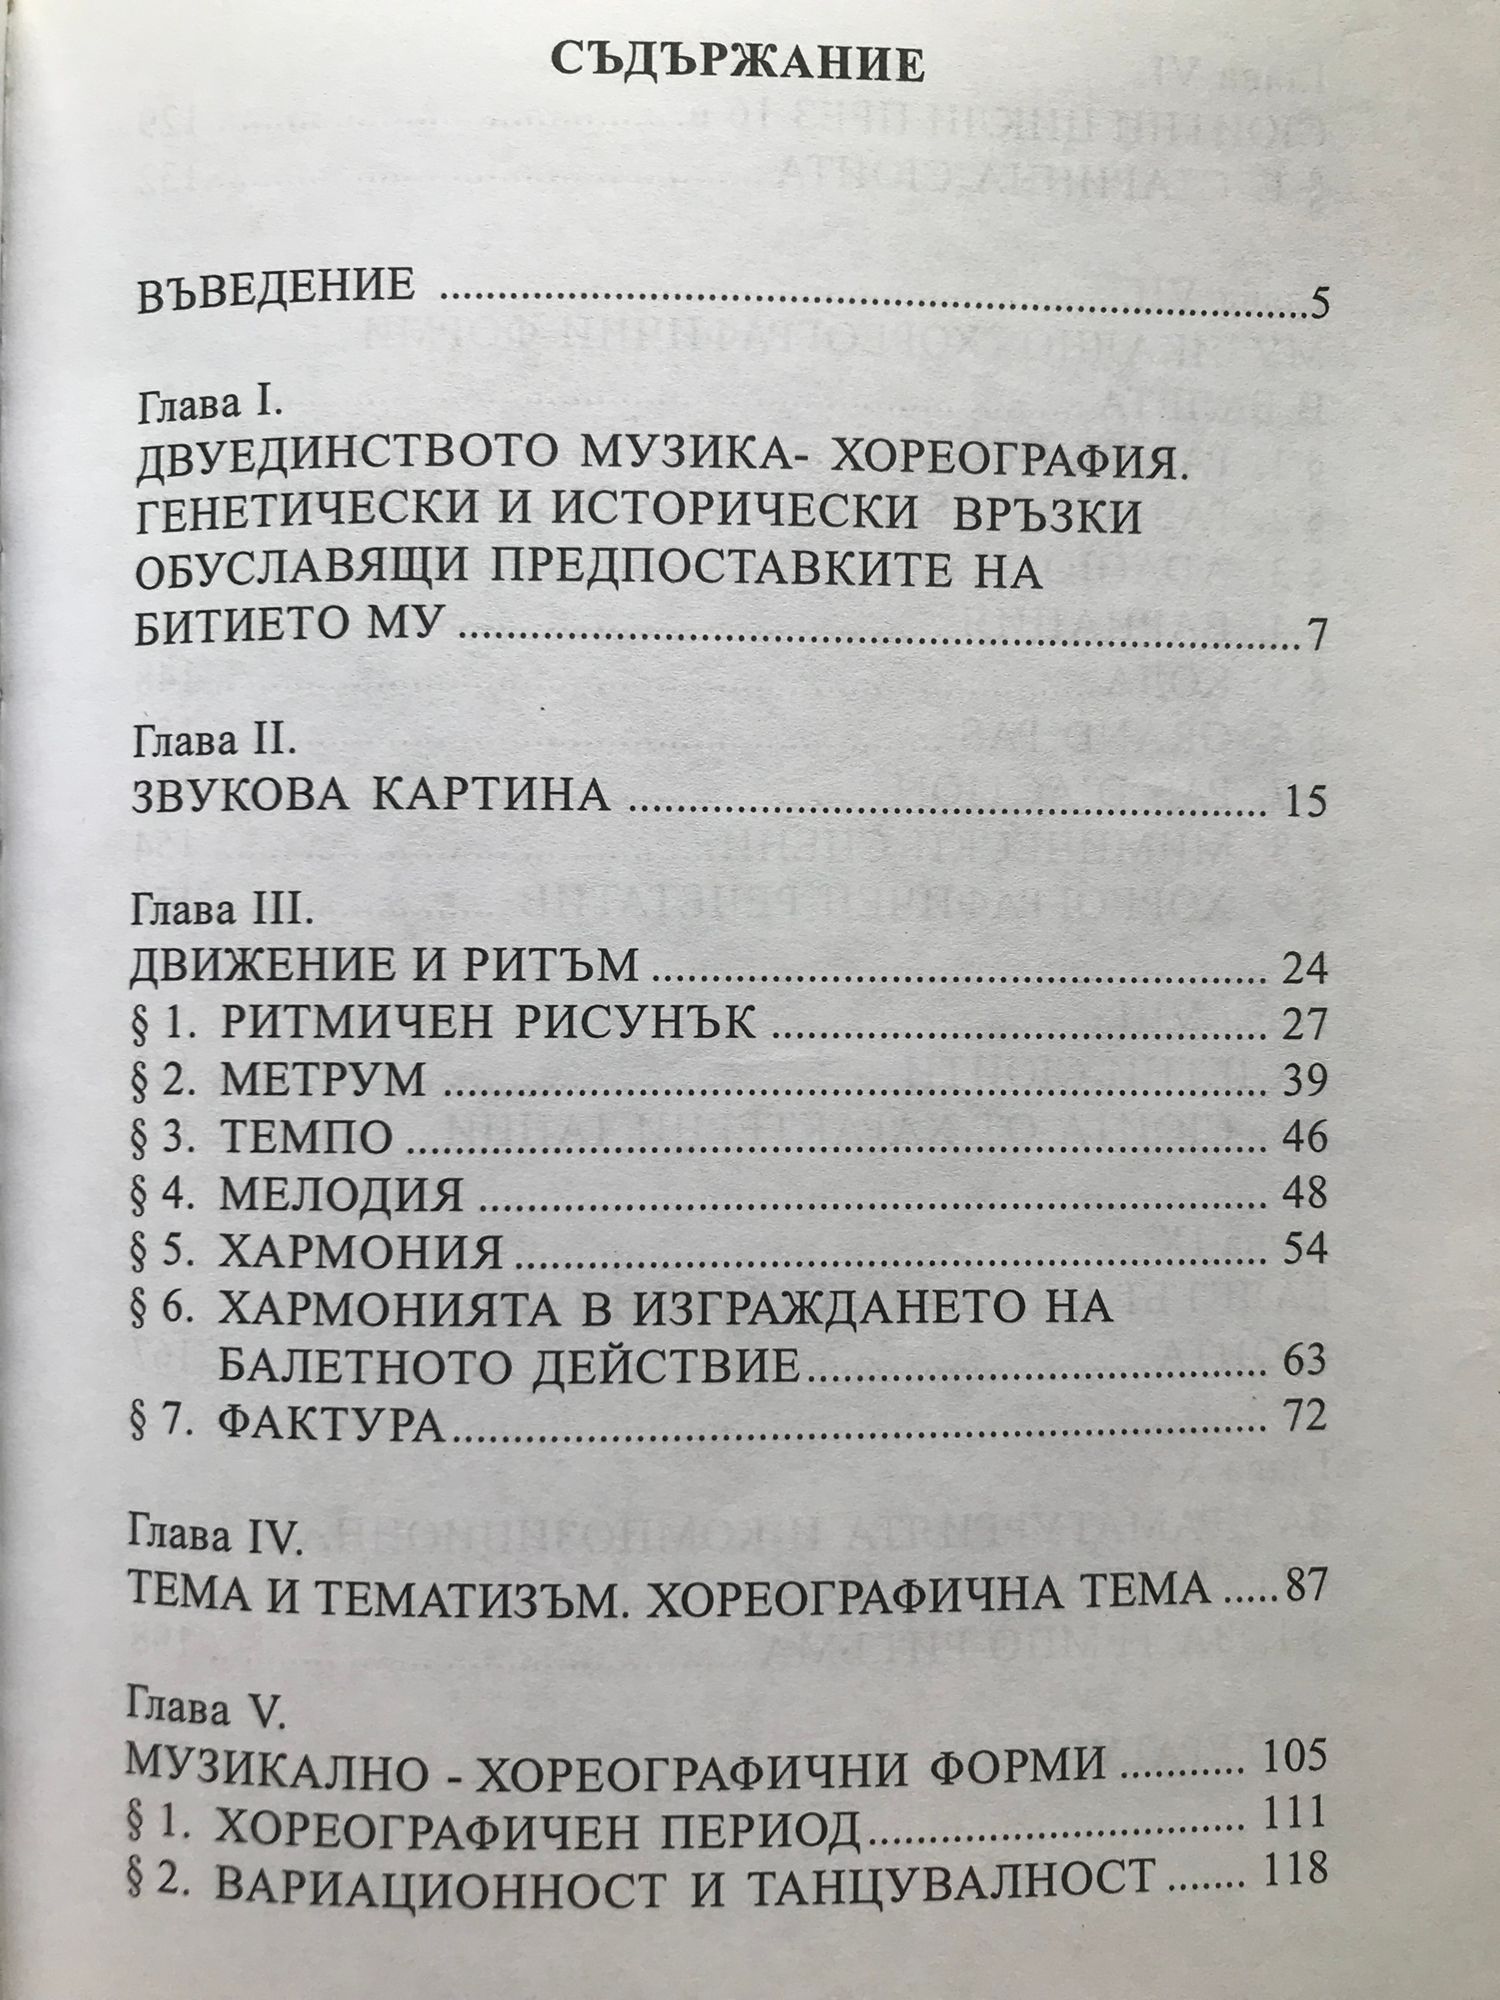 СЪДЪРЖАНИЕ
ВЪВЕДЕНИЕ ........................................................................5
Глава I.
ДВУЕДИНСТВОТО МУЗИКА- ХОРЕОГРАФИЯ.
ГЕНЕТИЧЕСКИ И ИСТОРИЧЕСКИ ВРЪЗКИ
ОБУСЛАВЯЩИ ПРЕДПОСТАВКИТЕ НА
БИТИЕТО МУ ......................................................................7
Глава II.
ЗВУКОВА КАРТИНА ..................................................... 15
Глава III.
ДВИЖЕНИЕ И РИТЪМ ................................................... 24
§ 1. РИТМИЧЕН РИСУНЪК ......................................... 27
§ 2. МЕТРУМ .................................................................... 39
§ 3. ТЕМПО ....................................................................... 46
§ 4. МЕЛОДИЯ ................................................................. 48
§ 5. ХАРМОНИЯ .............................................................. 54
§ 6. ХАРМОНИЯТА В ИЗГРАЖДАНЕТО НА
БАЛЕТНОТО ДЕЙСТВИЕ...................................... 63
§ 7. ФАКТУРА................................................................... 72
Глава IV.
ТЕМА И ТЕМАТИЗЪМ. ХОРЕОГРАФИЧНА ТЕМА .....87
Глава V.
МУЗИКАЛНО - ХОРЕОГРАФИЧНИ ФОРМИ ........... 105
§ 1. ХОРЕОГРАФИЧЕН ПЕРИОД................................ 111
§ 2. ВАРИАЦИОННОСТ И ТАНЦУВАЛНОСТ ....... 118